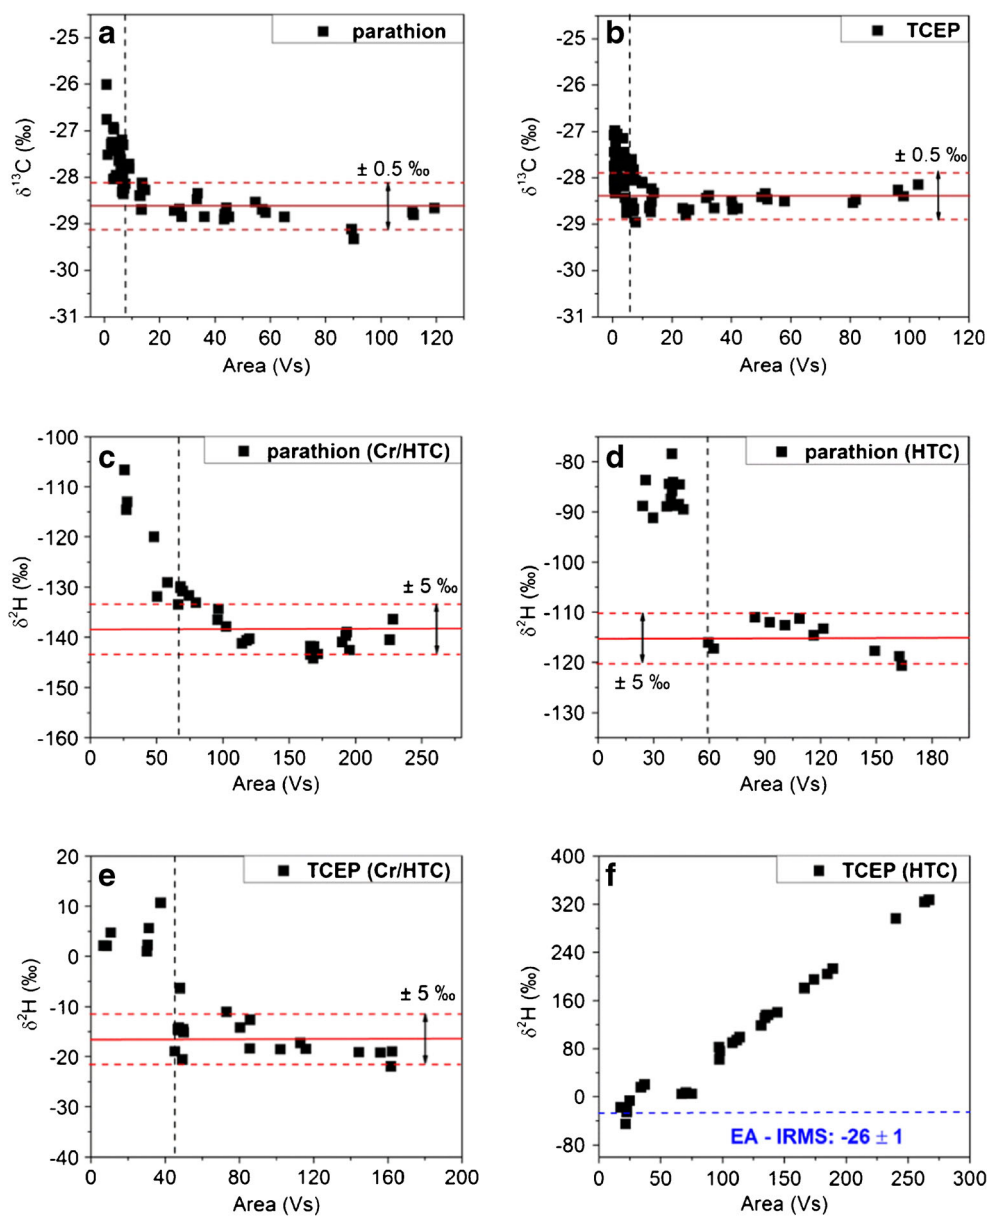 a
parathion
-25
-26
-27
-28
-29
-30
-31
δ¹³C (‰)
± 0.5 ‰
0 20 40 60 80 100 120
Area (Vs)
b
TCEP
-25
-26
-27
-28
-29
-30
-31
δ¹³C (‰)
± 0.5 ‰
0 20 40 60 80 100 120
Area (Vs)
c
parathion (Cr/HTC)
-100
-110
-120
-130
-140
-150
-160
δ²H (‰)
± 5 ‰
0 50 100 150 200 250
Area (Vs)
d
parathion (HTC)
-80
-90
-100
-110
-120
-130
δ²H (‰)
± 5 ‰
0 30 60 90 120 150 180
Area (Vs)
e
TCEP (Cr/HTC)
20
10
0
-10
-20
-30
-40
δ²H (‰)
± 5 ‰
0 40 80 120 160 200
Area (Vs)
f
TCEP (HTC)
400
320
240
160
80
0
-80
δ²H (‰)
EA - IRMS: -26 ± 1
0 50 100 150 200 250 300
Area (Vs)